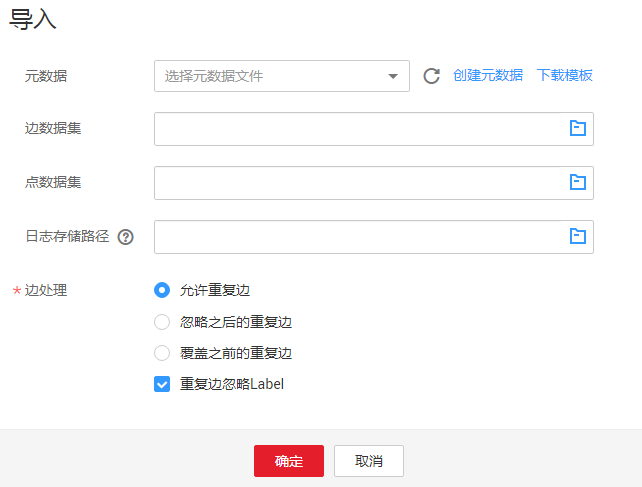 导入
元数据 选择元数据文件 创建元数据 下载模板
边数据集
点数据集
日志存储路径 ?
* 边处理 允许重复边
忽略之后的重复边
覆盖之前的重复边
重复边忽略Label
确定 取消